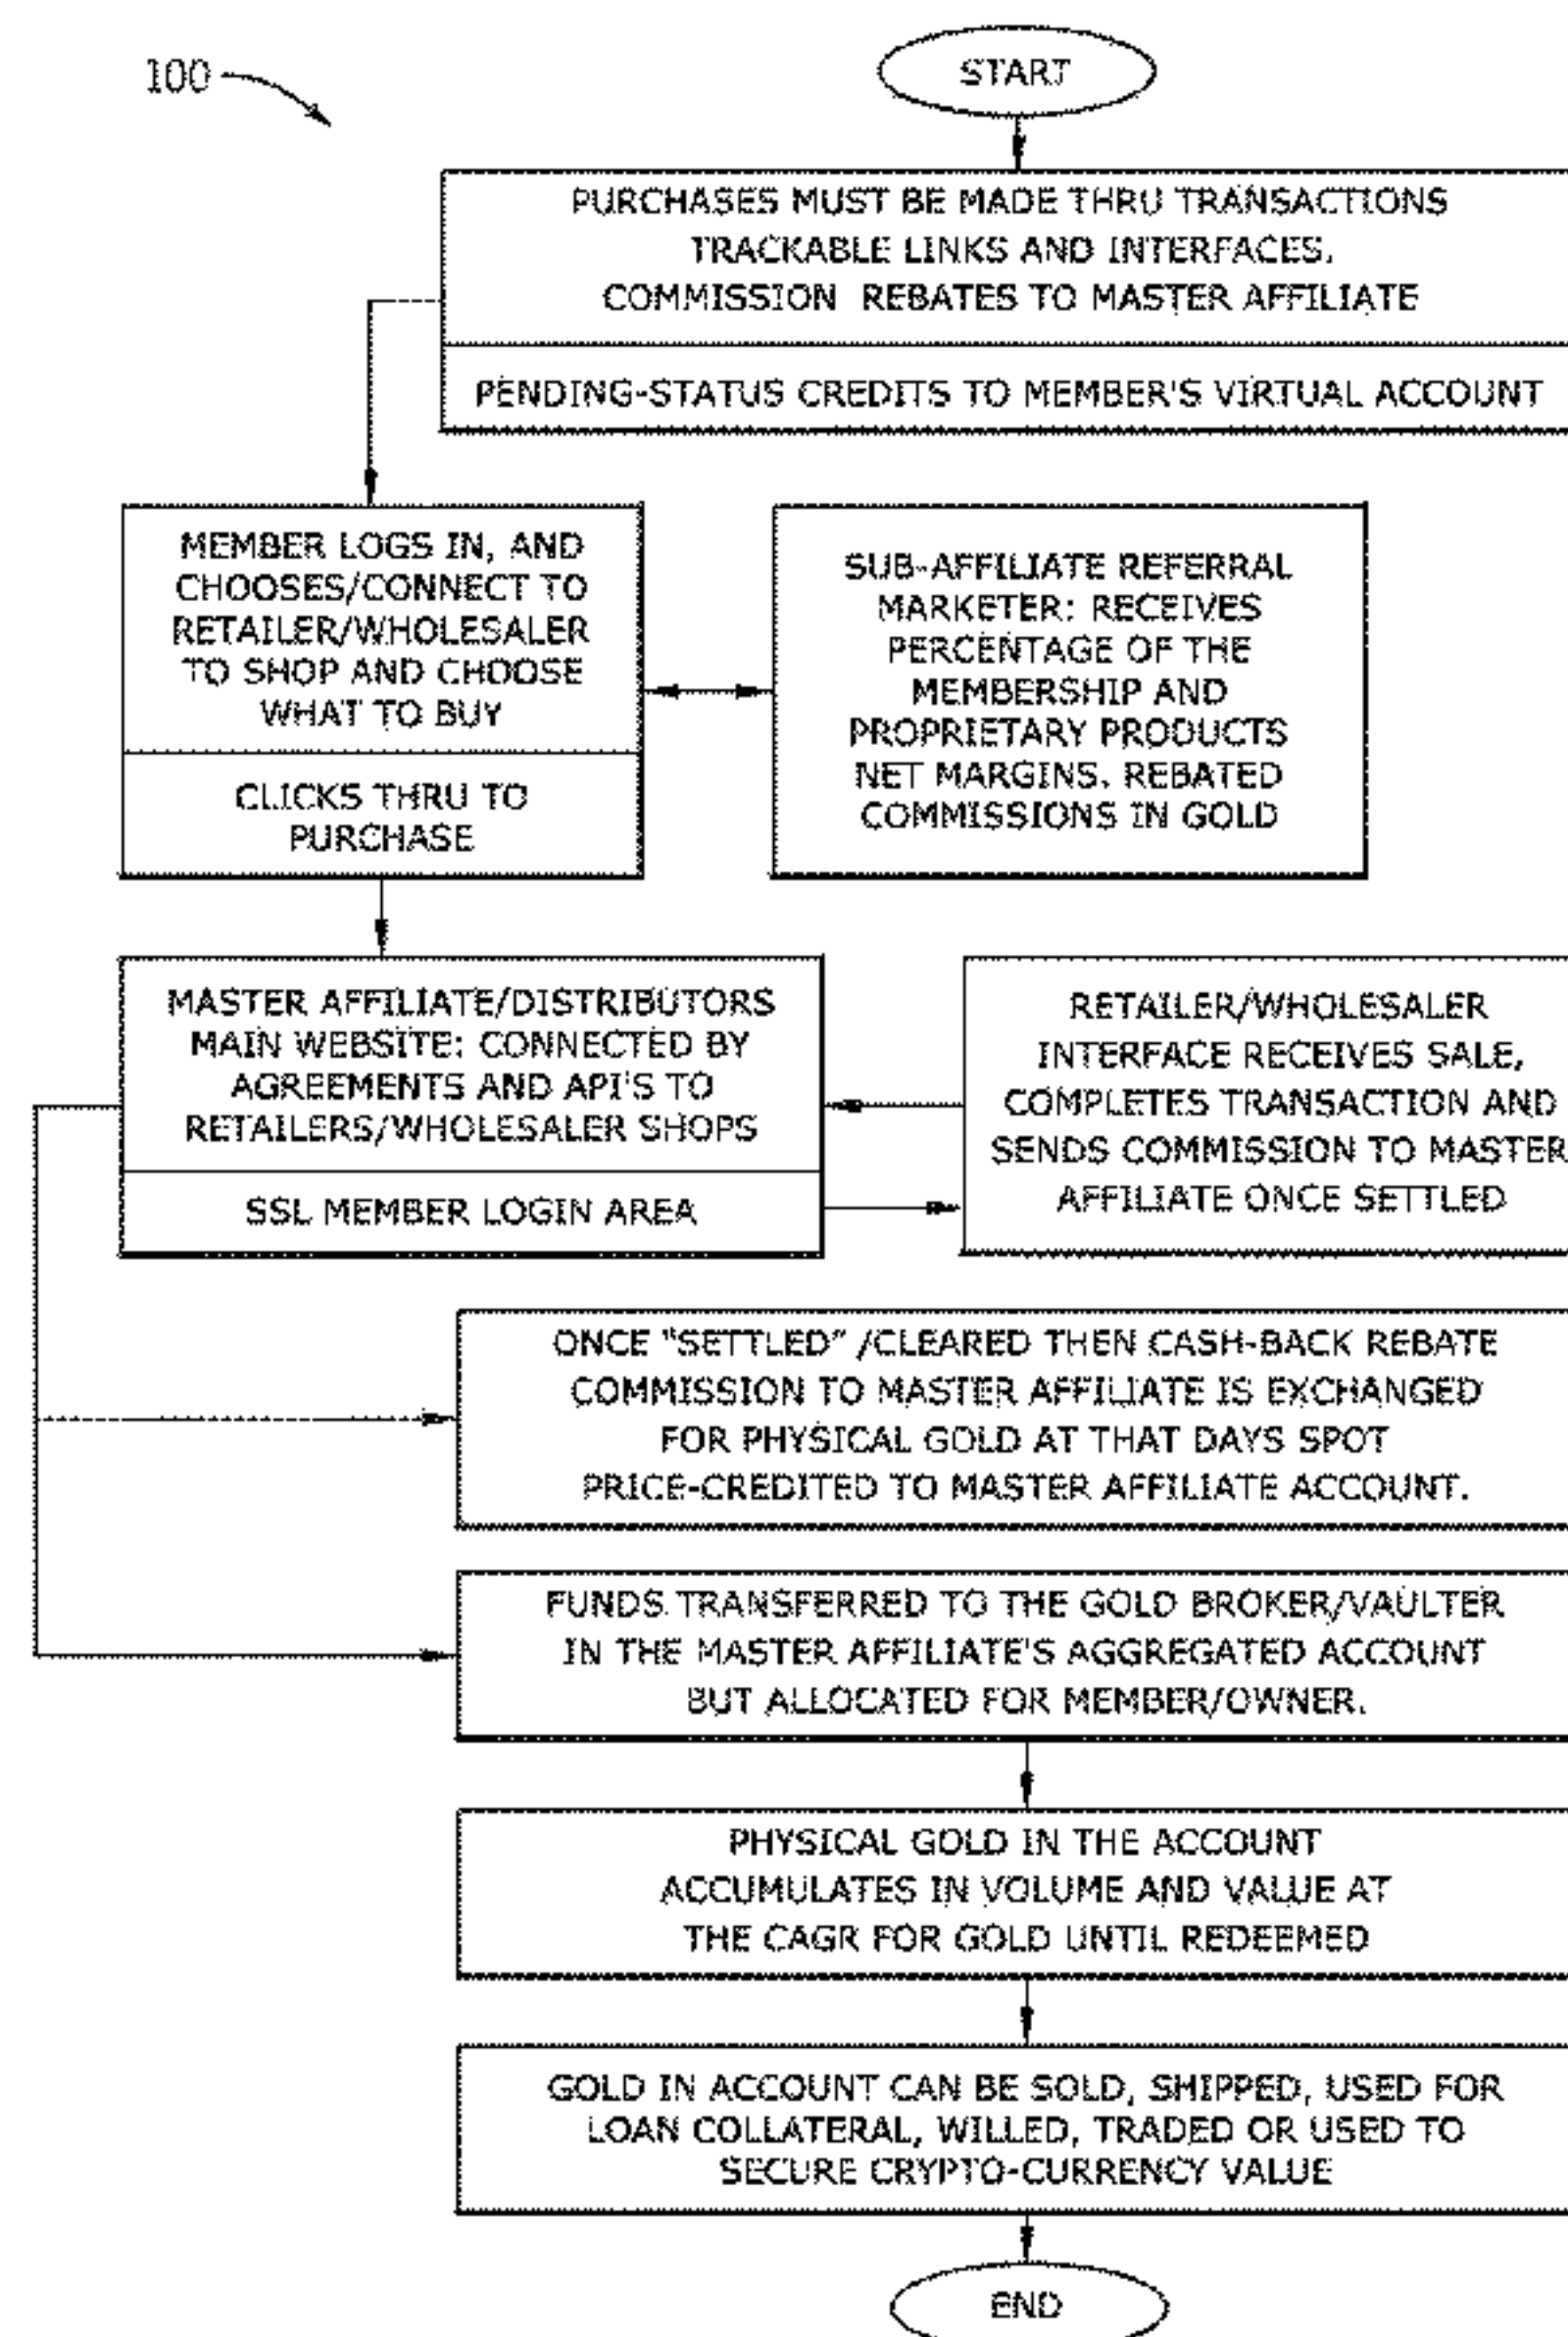 100
START
PURCHASES MUST BE MADE THRU TRANSACTIONS
TRACKABLE LINKS AND INTERFACES.
COMMISSION REBATES TO MASTER AFFILIATE
PENDING-STATUS CREDITS TO MEMBER'S VIRTUAL ACCOUNT
MEMBER LOGS IN, AND
CHOOSES/CONNECT TO
RETAILER/WHOLESALER
TO SHOP AND CHOOSE
WHAT TO BUY
CLICKS THRU TO
PURCHASE
SUB-AFFILIATE REFERRAL
MARKETER: RECEIVES
PERCENTAGE OF THE
MEMBERSHIP AND
PROPRIETARY PRODUCTS
NET MARGINS. REBATED
COMMISSIONS IN GOLD
MASTER AFFILIATE/DISTRIBUTORS
MAIN WEBSITE: CONNECTED BY
AGREEMENTS AND API'S TO
RETAILERS/WHOLESALER SHOPS
SSL MEMBER LOGIN AREA
RETAILER/WHOLESALER
INTERFACE RECEIVES SALE,
COMPLETES TRANSACTION AND
SENDS COMMISSION TO MASTER
AFFILIATE ONCE SETTLED
ONCE "SETTLED" /CLEARED THEN CASH-BACK REBATE
COMMISSION TO MASTER AFFILIATE IS EXCHANGED
FOR PHYSICAL GOLD AT THAT DAYS SPOT
PRICE-CREDITED TO MASTER AFFILIATE ACCOUNT.
FUNDS TRANSFERRED TO THE GOLD BROKER/VAULTER
IN THE MASTER AFFILIATE'S AGGREGATED ACCOUNT
BUT ALLOCATED FOR MEMBER/OWNER.
PHYSICAL GOLD IN THE ACCOUNT
ACCUMULATES IN VOLUME AND VALUE AT
THE CAGR FOR GOLD UNTIL REDEEMED
GOLD IN ACCOUNT CAN BE SOLD, SHIPPED, USED FOR
LOAN COLLATERAL, WILLED, TRADED OR USED TO
SECURE CRYPTO-CURRENCY VALUE
END